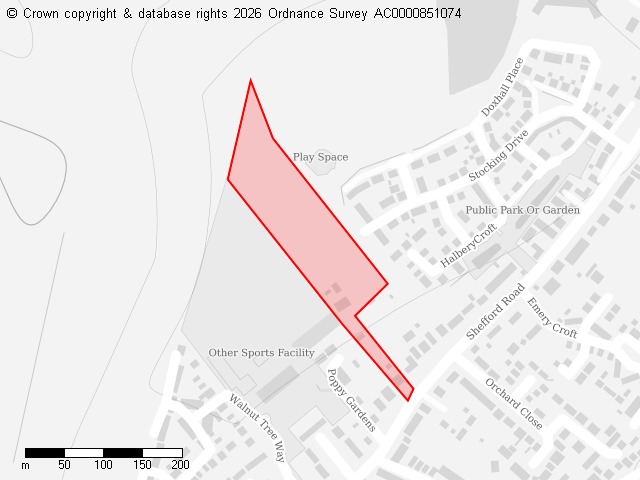 © Crown copyright & database rights 2026 Ordnance Survey AC0000851074
Doxhall Place
Play Space
Stocking Drive
Public Park Or Garden
HalberyCroft
Shefford Road
Emery Croft
Other Sports Facility
Poppy Gardens
Orchard Close
Walnut Tree Way
m 50 100 150 200